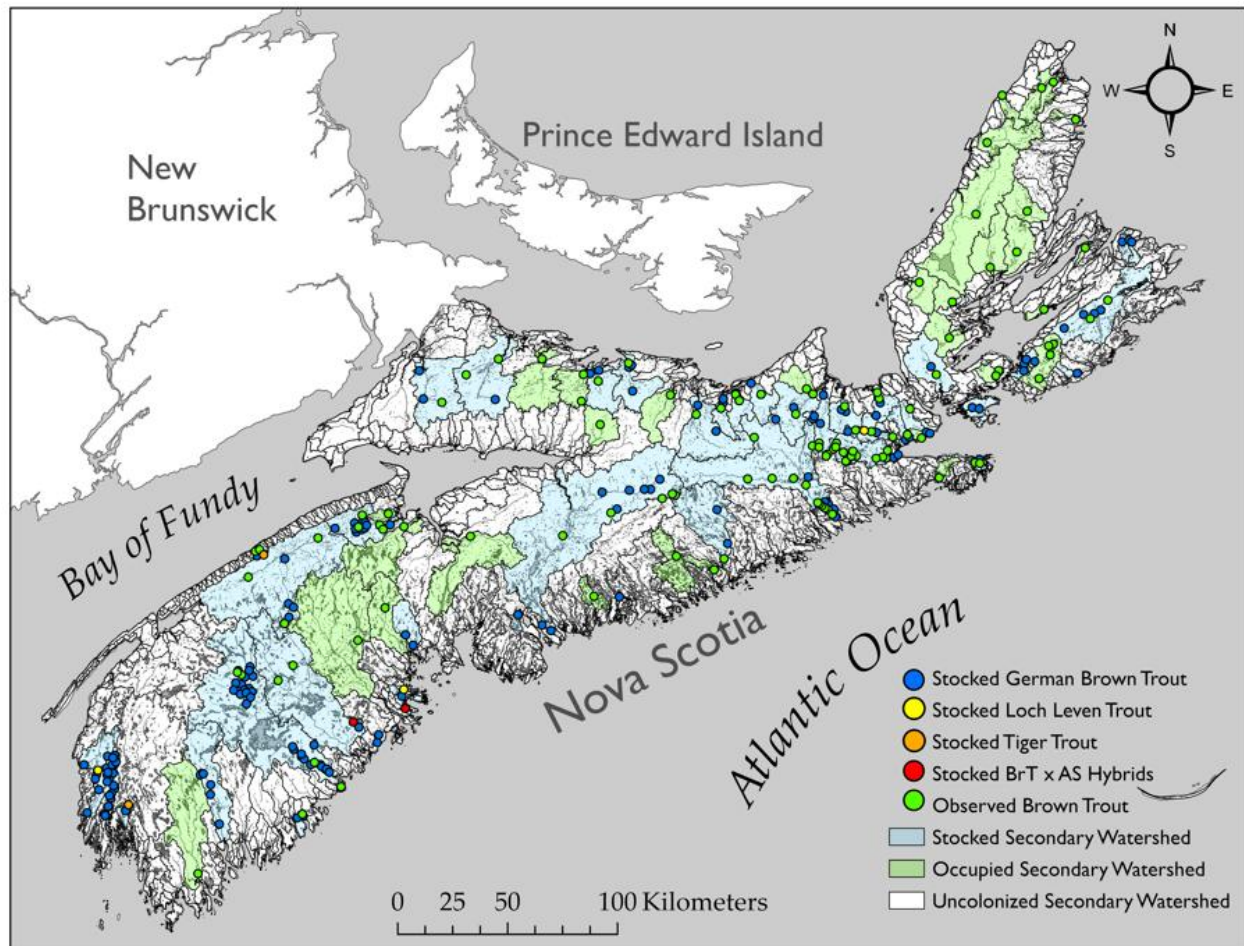 N
W E
S
Prince Edward Island
New
Brunswick
Bay of Fundy
Nova Scotia
Atlantic Ocean
Stocked German Brown Trout
Stocked Loch Leven Trout
Stocked Tiger Trout
Stocked BrT x AS Hybrids
Observed Brown Trout
Stocked Secondary Watershed
Occupied Secondary Watershed
Uncolonized Secondary Watershed
0 25 50 100 Kilometers